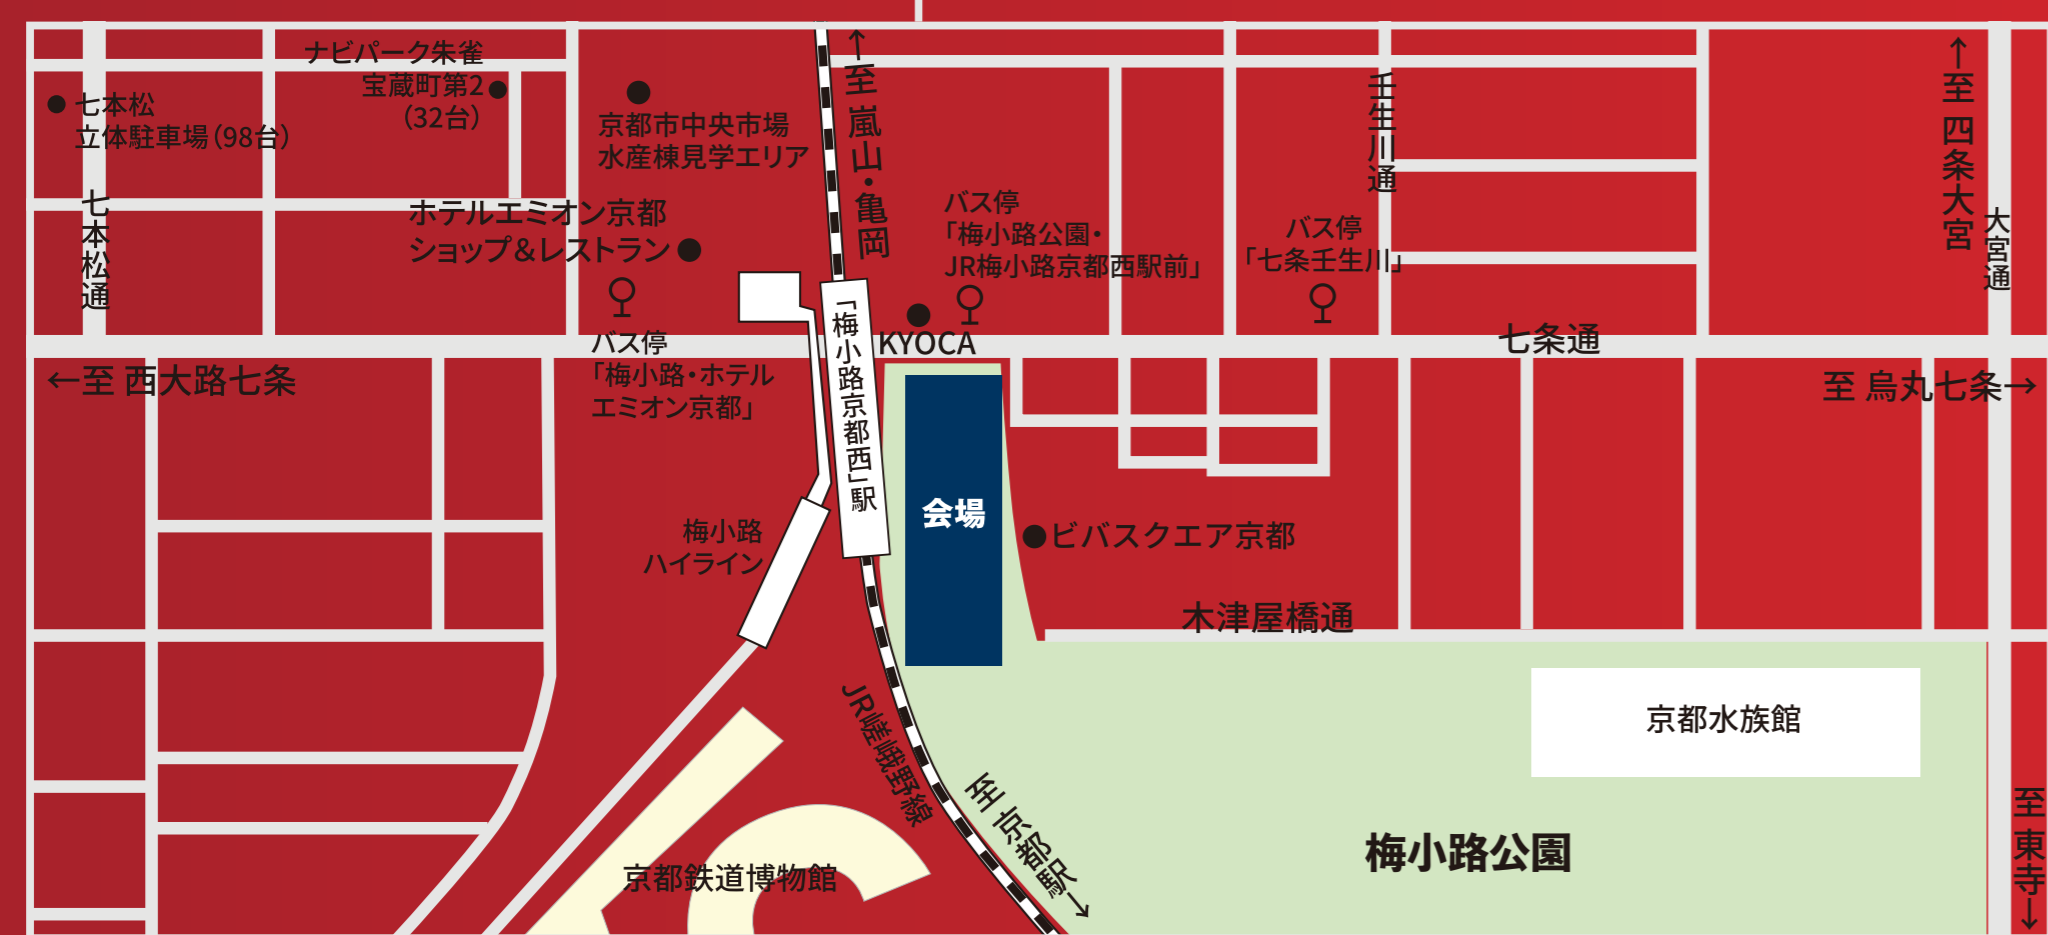 ナビパーク朱雀
宝蔵町第2
（32台）
七本松
立体駐車場（98台）
七本松通
京都市中央市場
水産棟見学エリア
ホテルエミオン京都
ショップ&レストラン
バス停
「梅小路・ホテル
エミオン京都」
←至 西大路七条
↑至 嵐山・亀岡
「梅小路京都西」駅
バス停
「梅小路公園・
JR梅小路京都西駅前」
KYOCA
壬生川通
バス停
「七条壬生川」
↑至 四条大宮
大宮通
七条通
至 烏丸七条→
会場
ビバスクエア京都
梅小路
ハイライン
木津屋橋通
京都水族館
JR嵯峨野線
至 京都駅→
京都鉄道博物館
梅小路公園
至 東寺↓